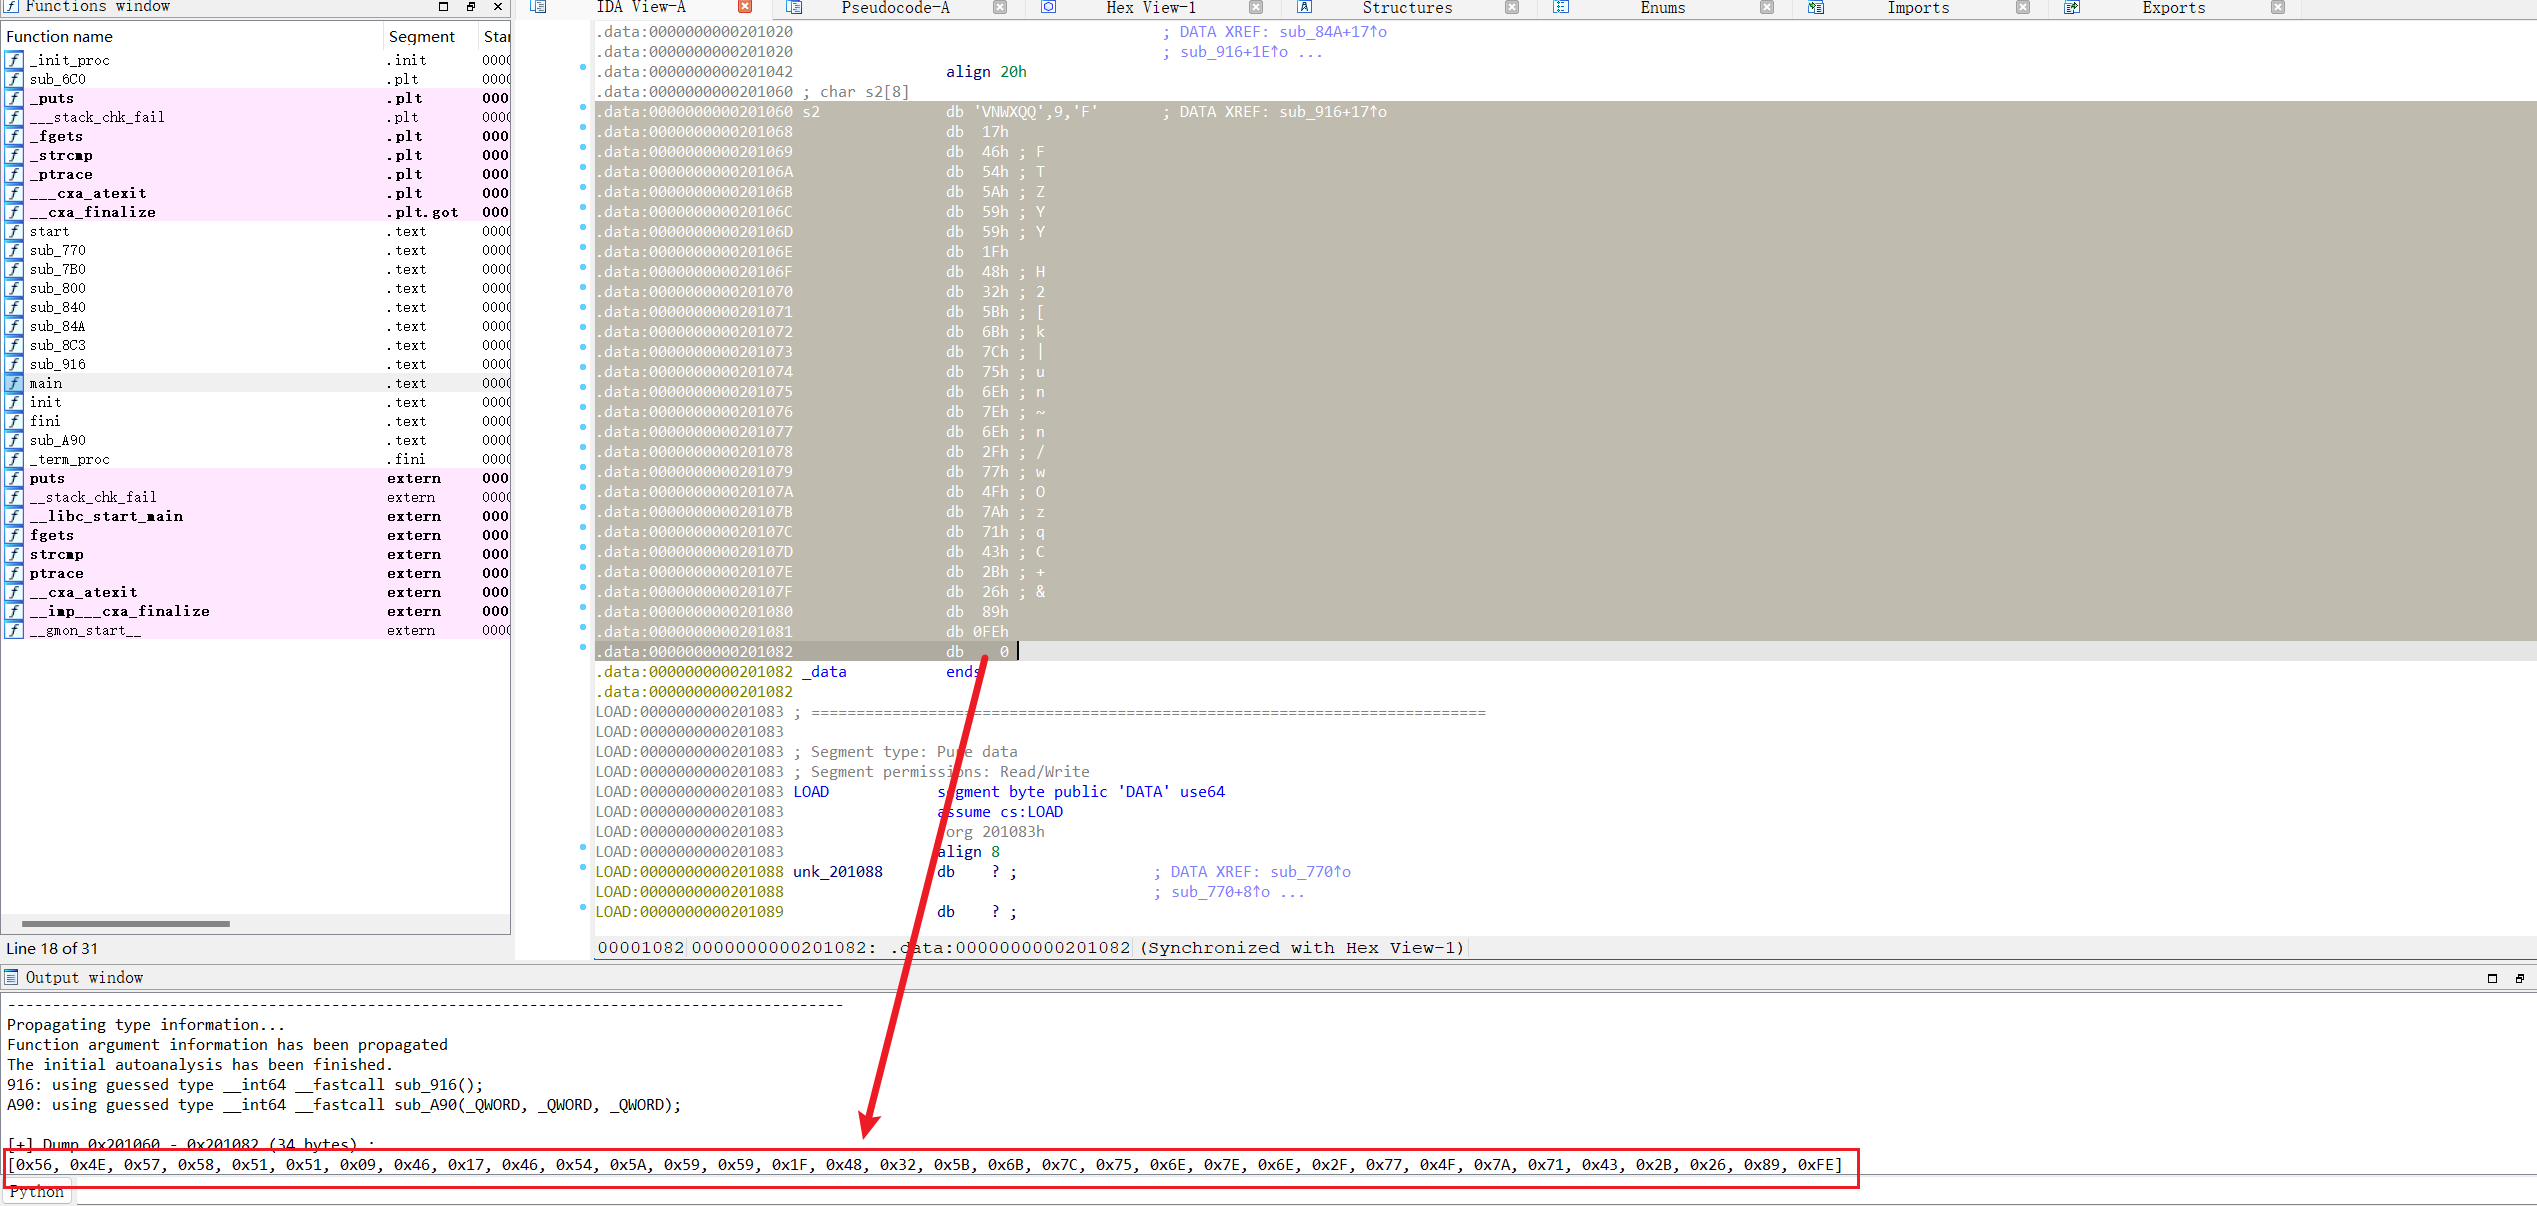 Functions window
Function name Segment Star
_init_proc .init 0000
sub_6C0 .plt 0000
_puts .plt 000
___stack_chk_fail .plt 0000
_fgets .plt 000
_strcmp .plt 000
_ptrace .plt 000
___cxa_atexit .plt 000
__cxa_finalize .plt.got 000
start .text 0000
sub_770 .text 0000
sub_7B0 .text 0000
sub_800 .text 0000
sub_840 .text 0000
sub_84A .text 0000
sub_8C3 .text 0000
sub_916 .text 0000
main .text 0000
init .text 0000
fini .text 0000
sub_A90 .text 0000
_term_proc .fini 0000
puts extern 000
__stack_chk_fail extern 0000
__libc_start_main extern 000
fgets extern 000
strcmp extern 000
ptrace extern 000
__cxa_atexit extern 000
__imp___cxa_finalize extern 000
__gmon_start__ extern 0000
Line 18 of 31
IDA View-A Pseudocode-A Hex View-1 Structures Enums Imports Exports
.data:0000000000201020 ; DATA XREF: sub_84A+17↑o
.data:0000000000201020 ; sub_916+1E↑o ...
.data:0000000000201042 align 20h
.data:0000000000201060 ; char s2[8]
.data:0000000000201060 s2 db 'VNWXQQ',9,'F' ; DATA XREF: sub_916+17↑o
.data:0000000000201068 db 17h
.data:0000000000201069 db 46h ; F
.data:000000000020106A db 54h ; T
.data:000000000020106B db 5Ah ; Z
.data:000000000020106C db 59h ; Y
.data:000000000020106D db 59h ; Y
.data:000000000020106E db 1Fh
.data:000000000020106F db 48h ; H
.data:0000000000201070 db 32h ; 2
.data:0000000000201071 db 5Bh ; [
.data:0000000000201072 db 6Bh ; k
.data:0000000000201073 db 7Ch ; |
.data:0000000000201074 db 75h ; u
.data:0000000000201075 db 6Eh ; n
.data:0000000000201076 db 7Eh ; ~
.data:0000000000201077 db 6Eh ; n
.data:0000000000201078 db 2Fh ; /
.data:0000000000201079 db 77h ; w
.data:000000000020107A db 4Fh ; O
.data:000000000020107B db 7Ah ; z
.data:000000000020107C db 71h ; q
.data:000000000020107D db 43h ; C
.data:000000000020107E db 2Bh ; +
.data:000000000020107F db 26h ; &
.data:0000000000201080 db 89h
.data:0000000000201081 db 0FEh
.data:0000000000201082 db 0
.data:0000000000201082 _data ends
.data:0000000000201082
LOAD:0000000000201083 ; ===========================================================================
LOAD:0000000000201083
LOAD:0000000000201083 ; Segment type: Pure data
LOAD:0000000000201083 ; Segment permissions: Read/Write
LOAD:0000000000201083 LOAD segment byte public 'DATA' use64
LOAD:0000000000201083 assume cs:LOAD
LOAD:0000000000201083 ;org 201083h
LOAD:0000000000201083 align 8
LOAD:0000000000201088 unk_201088 db ? ; ; DATA XREF: sub_770↑o
LOAD:0000000000201088 ; sub_770+8↑o ...
LOAD:0000000000201089 db ? ;
00001082 0000000000201082: .data:0000000000201082 (Synchronized with Hex View-1)
Output window
---------------------------------------------------------------------------------------------
Propagating type information...
Function argument information has been propagated
The initial autoanalysis has been finished.
916: using guessed type __int64 __fastcall sub_916();
A90: using guessed type __int64 __fastcall sub_A90(_QWORD, _QWORD, _QWORD);
[+] Dump 0x201060 - 0x201082 (34 bytes) :
[0x56, 0x4E, 0x57, 0x58, 0x51, 0x51, 0x09, 0x46, 0x17, 0x46, 0x54, 0x5A, 0x59, 0x59, 0x1F, 0x48, 0x32, 0x5B, 0x6B, 0x7C, 0x75, 0x6E, 0x7E, 0x6E, 0x2F, 0x77, 0x4F, 0x7A, 0x71, 0x43, 0x2B, 0x26, 0x89, 0xFE]
Python